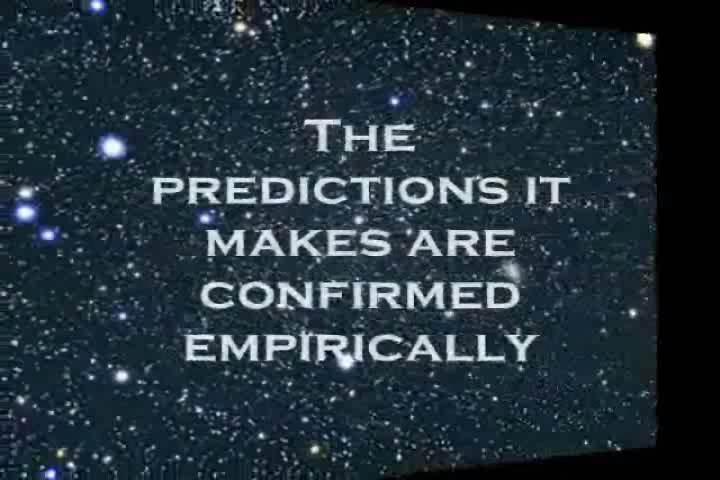 The
predictions it
makes are
confirmed
empirically